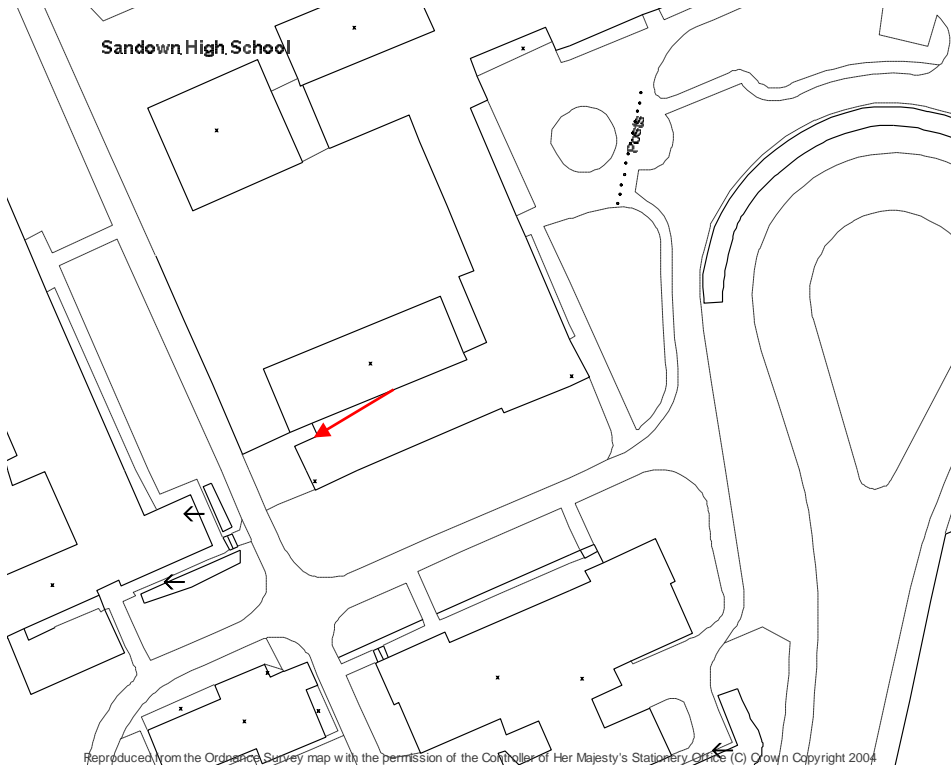 Sandown High School
Posts
Reproduced from the Ordnance Survey map with the permission of the Controller of Her Majesty's Stationery Office (C) Crown Copyright 2004